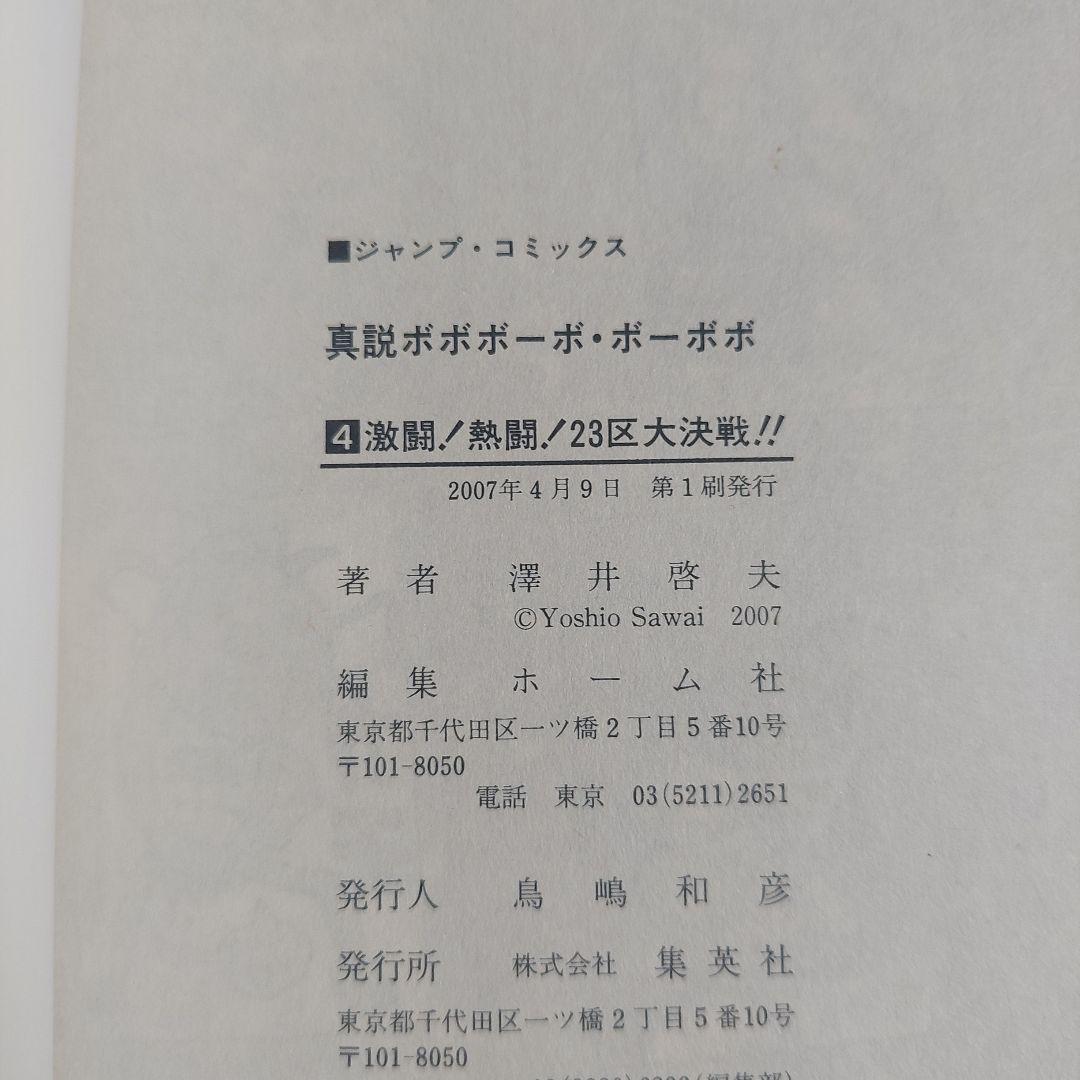 ■ジャンプ・コミックス
真説ボボボーボ・ボーボボ
4激闘!熱闘!23区大決戦!!
2007年4月9日 第1刷発行
著者 澤井啓夫
©Yoshio Sawai 2007
編集 ホーム社
東京都千代田区一ツ橋2丁目5番10号
〒101-8050
電話 東京 03(5211)2651
発行人 鳥嶋和彦
発行所 株式会社 集英社
東京都千代田区一ツ橋2丁目5番10号
〒101-8050